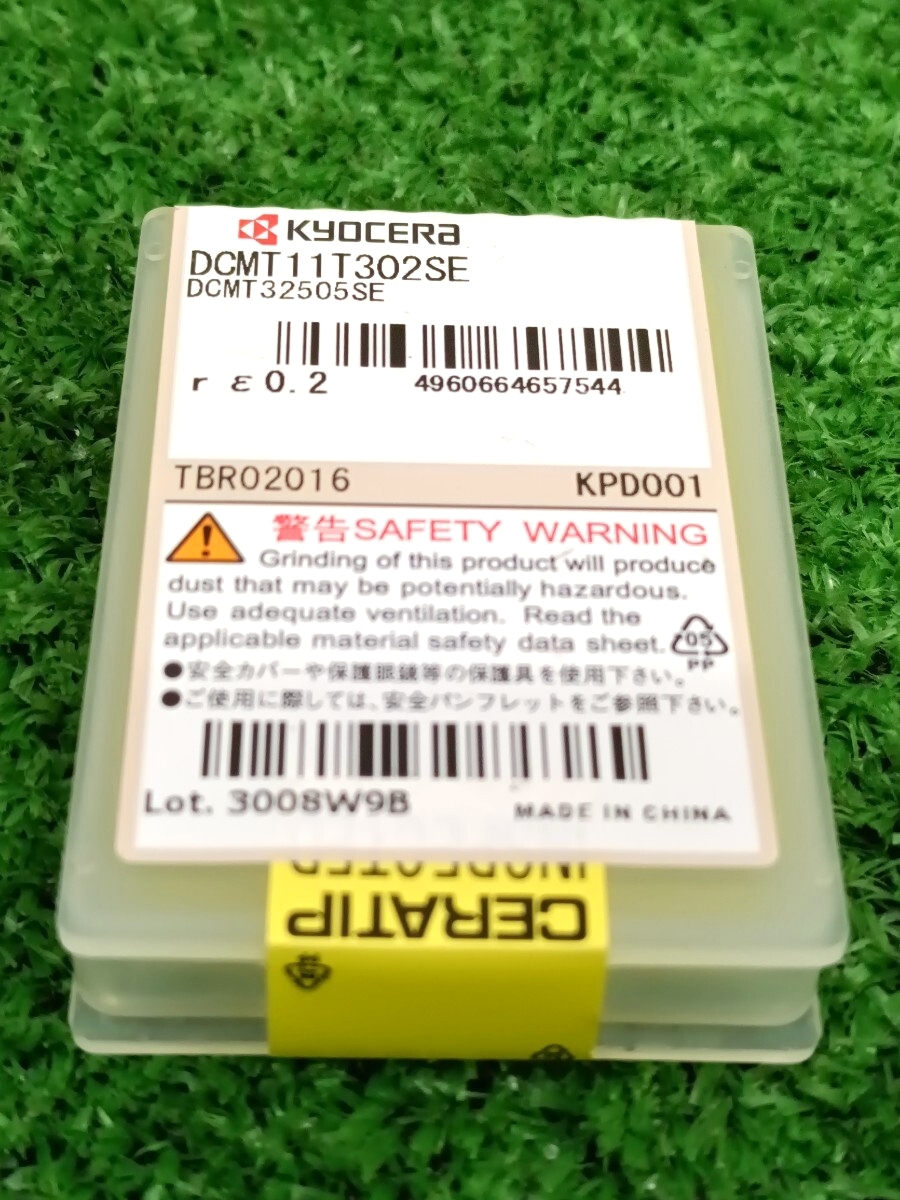 KYOCERA
DCMT11T302SE
DCMT32505SE
rε0.2
4960664657544
TBR02016
KPD001
警告SAFETY WARNING
Grinding of this product will produce
dust that may be potentially hazardous.
Use adequate ventilation. Read the
applicable material safety data sheet.
05
PP
●安全カバーや保護眼鏡等の保護具を使用下さい。
●ご使用に際しては、安全パンフレットをご参照下さい。
Lot. 3008W9B
MADE IN CHINA
CERATIP